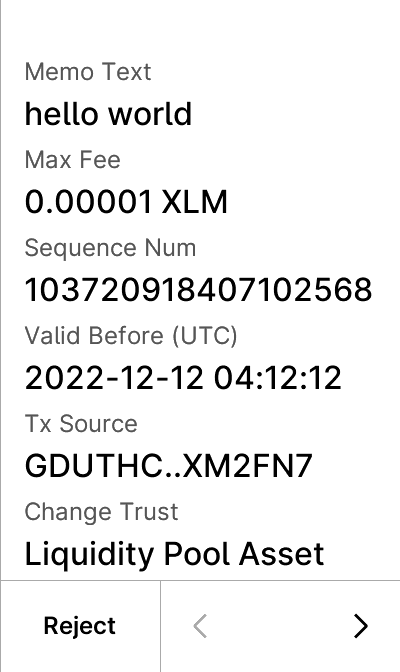 Memo Text
hello world
Max Fee
0.00001 XLM
Sequence Num
103720918407102568
Valid Before (UTC)
2022-12-12 04:12:12
Tx Source
GDUTHC..XM2FN7
Change Trust
Liquidity Pool Asset
Reject